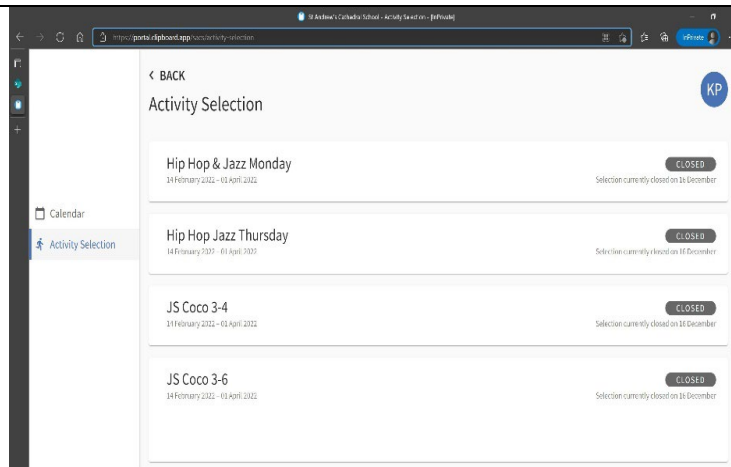 St Andrew's Cathedral School - Activity Selection - [InPrivate]
https://portal.clipboard.app/sacs/activity-selection
InPrivate
< BACK
KP
Activity Selection
Hip Hop & Jazz Monday
CLOSED
14 February 2022 – 01 April 2022
Selection currently closed on 16 December
Calendar
Hip Hop Jazz Thursday
CLOSED
Activity Selection
14 February 2022 – 01 April 2022
Selection currently closed on 16 December
JS Coco 3-4
CLOSED
14 February 2022 – 01 April 2022
Selection currently closed on 16 December
JS Coco 3-6
CLOSED
14 February 2022 – 01 April 2022
Selection currently closed on 16 December